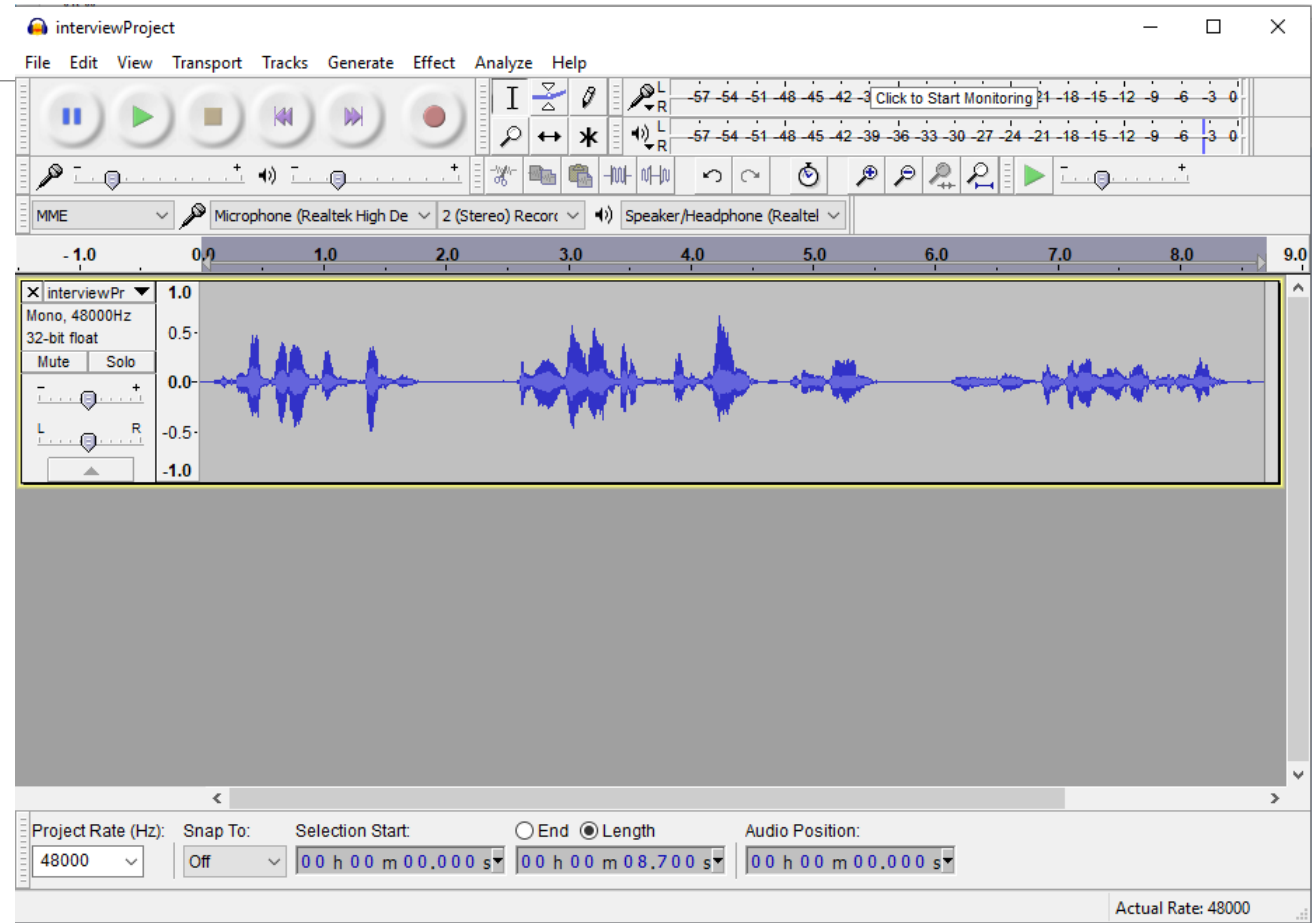 interviewProject
File Edit View Transport Tracks Generate Effect Analyze Help
L
R
-57 -54 -51 -48 -45 -42 -3 Click to Start Monitoring 21 -18 -15 -12 -9 -6 -3 0
L
R
-57 -54 -51 -48 -45 -42 -39 -36 -33 -30 -27 -24 -21 -18 -15 -12 -9 -6 -3 0
- + - + - +
MME Microphone (Realtek High De 2 (Stereo) Recorc Speaker/Headphone (Realtel
- 1.0 0.0 1.0 2.0 3.0 4.0 5.0 6.0 7.0 8.0 9.0
X interviewPr 1.0
Mono, 48000Hz
32-bit float 0.5
Mute Solo
- + 0.0
L R -0.5
-1.0
Project Rate (Hz): Snap To: Selection Start: End Length Audio Position:
48000 Off 00 h 00 m 00.000 s 00 h 00 m 08.700 s 00 h 00 m 00.000 s
Actual Rate: 48000